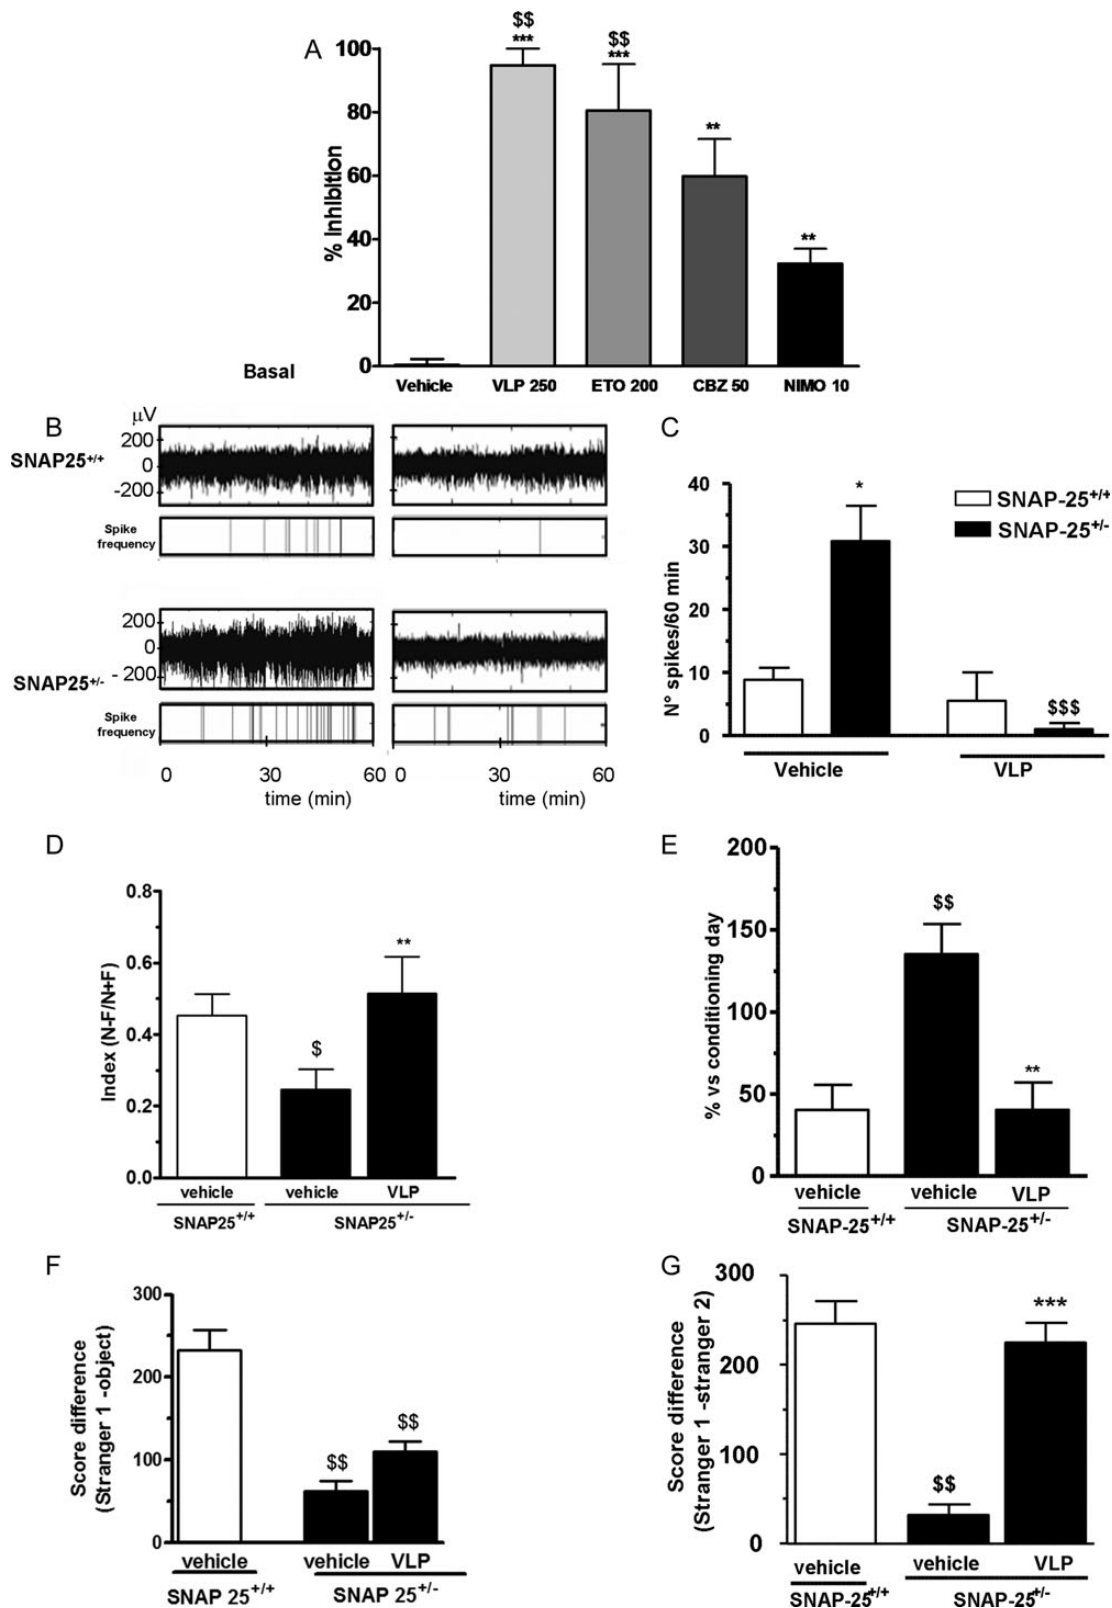 A
100
80
60
40
20
0
% Inhibition
$$
***
$$
***
**
**
Basal
Vehicle VLP 250 ETO 200 CBZ 50 NIMO 10
B
µV
200
0
-200
SNAP25+/+
Spike
frequency
200
0
- 200
SNAP25+/-
Spike
frequency
0 30 60 0 30 60
time (min) time (min)
C
40
30
20
10
0
N° spikes/60 min
*
$$$
SNAP-25+/+
SNAP-25+/-
Vehicle VLP
D
0.8
0.6
0.4
0.2
0.0
Index (N-F/N+F)
$
**
vehicle vehicle VLP
SNAP25+/+ SNAP25+/-
E
200
150
100
50
0
% vs conditioning day
$$
**
vehicle vehicle VLP
SNAP-25+/+ SNAP-25+/-
F
300
200
100
0
Score difference
(Stranger 1 -object)
$$
$$
vehicle vehicle VLP
SNAP 25+/+ SNAP 25+/-
G
300
200
100
0
Score difference
(Stranger 1 -stranger 2)
$$
***
vehicle vehicle VLP
SNAP-25+/+ SNAP-25+/-